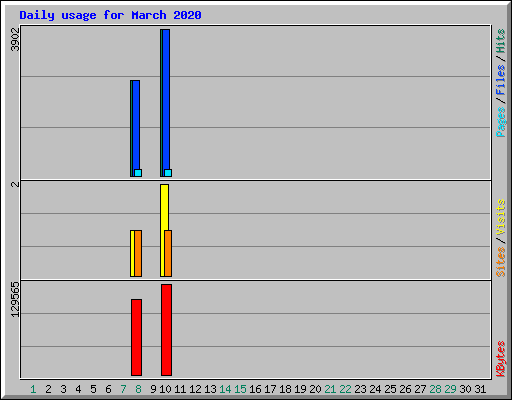 Daily usage for March 2020
3902
2
129565
Pages/Files/Hits
Sites/Visits
KBytes
1 2 3 4 5 6 7 8 9 10 11 12 13 14 15 16 17 18 19 20 21 22 23 24 25 26 27 28 29 30 31